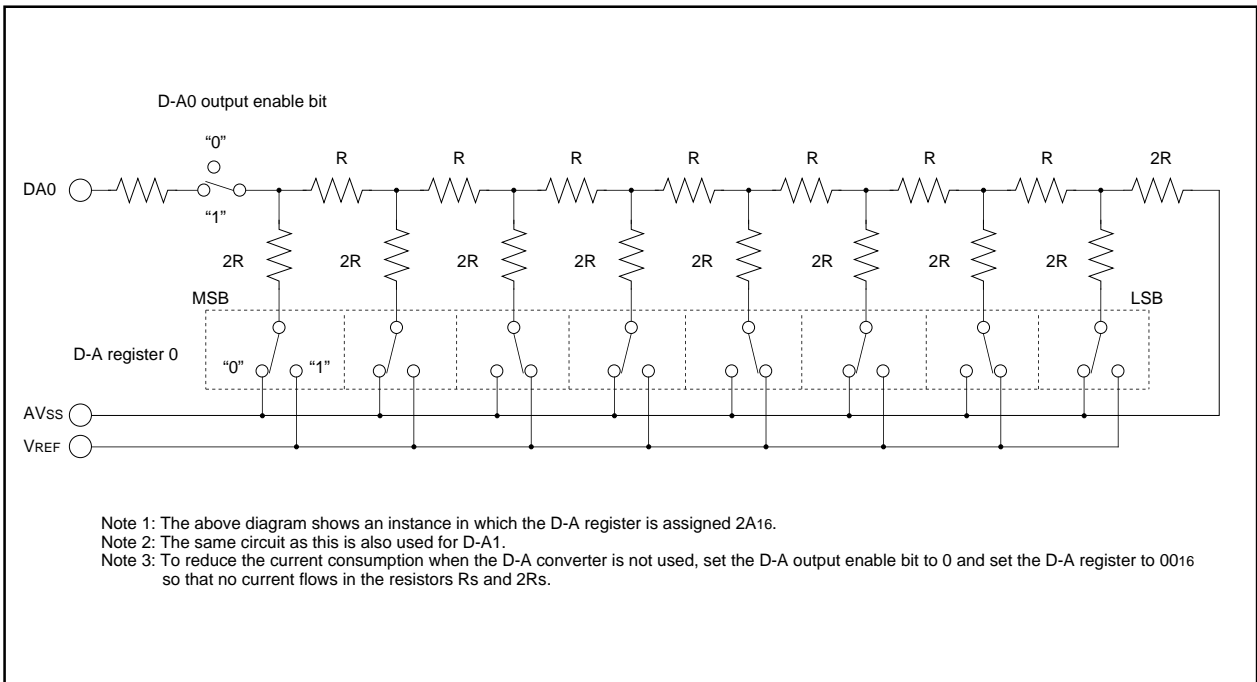 D-A0 output enable bit
“0”
R R R R R R R 2R
DA0
“1”
2R 2R 2R 2R 2R 2R 2R 2R
MSB LSB
D-A register 0
“0” “1”
AVSS
VREF
Note 1: The above diagram shows an instance in which the D-A register is assigned 2A16.
Note 2: The same circuit as this is also used for D-A1.
Note 3: To reduce the current consumption when the D-A converter is not used, set the D-A output enable bit to 0 and set the D-A register to 0016
so that no current flows in the resistors Rs and 2Rs.